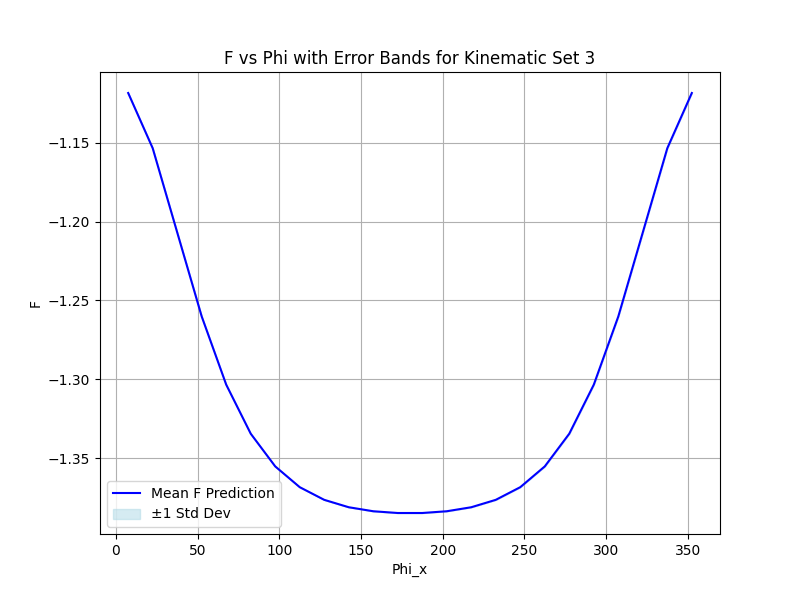 F vs Phi with Error Bands for Kinematic Set 3
F
−1.15
−1.20
−1.25
−1.30
−1.35
Mean F Prediction
±1 Std Dev
0 50 100 150 200 250 300 350
Phi_x